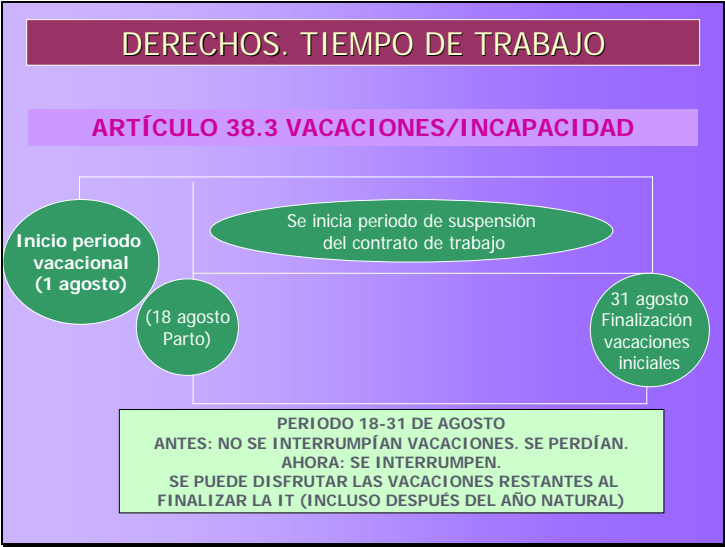 DERECHOS. TIEMPO DE TRABAJO
ARTÍCULO 38.3 VACACIONES/INCAPACIDAD
Se inicia periodo de suspensión
del contrato de trabajo
Inicio periodo
vacacional
(1 agosto)
(18 agosto
Parto)
31 agosto
Finalización
vacaciones
iniciales
PERIODO 18-31 DE AGOSTO
ANTES: NO SE INTERRUMPÍAN VACACIONES. SE PERDÍAN.
AHORA: SE INTERRUMPEN.
SE PUEDE DISFRUTAR LAS VACACIONES RESTANTES AL
FINALIZAR LA IT (INCLUSO DESPUÉS DEL AÑO NATURAL)